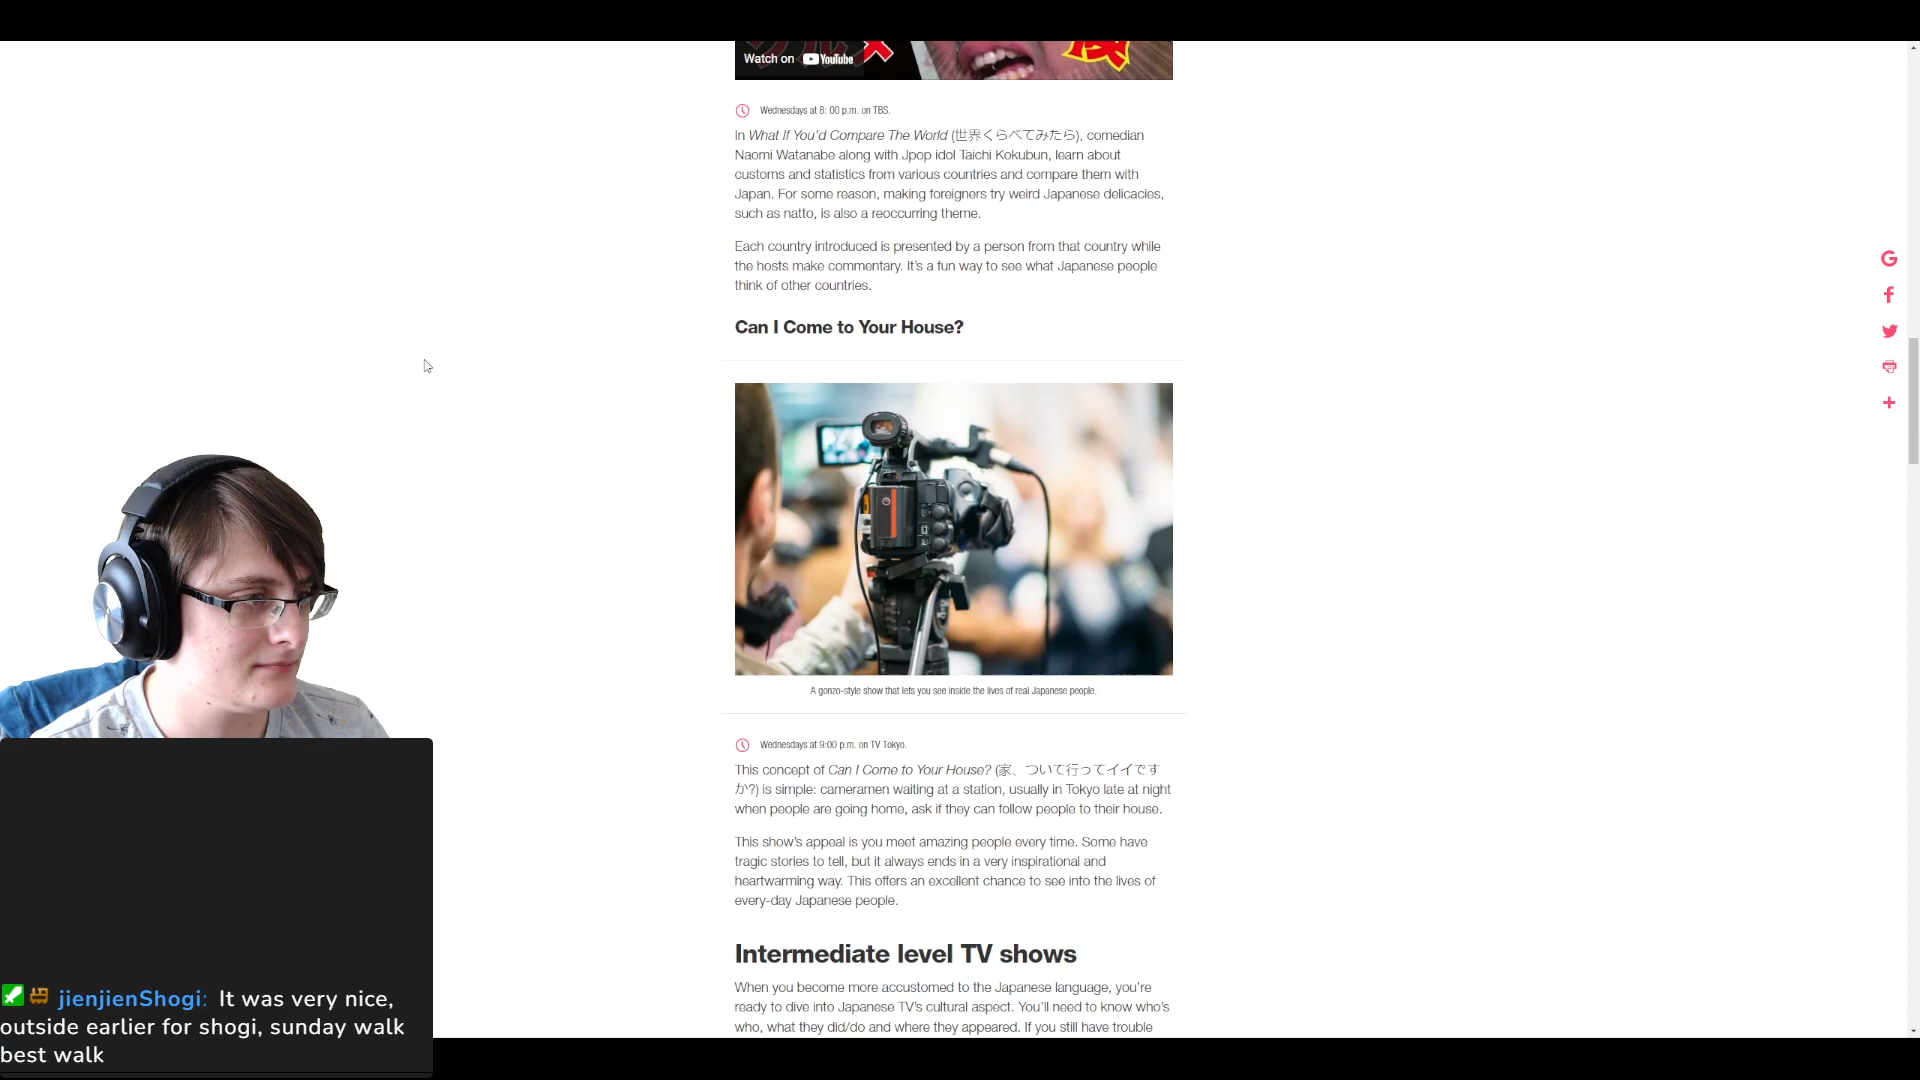 Watch on YouTube
Wednesdays at 8: 00 p.m. on TBS.
In What If You'd Compare The World (世界くらべてみたら), comedian
Naomi Watanabe along with Jpop idol Taichi Kokubun, learn about
customs and statistics from various countries and compare them with
Japan. For some reason, making foreigners try weird Japanese delicacies,
such as natto, is also a reoccurring theme.
Each country introduced is presented by a person from that country while
the hosts make commentary. It's a fun way to see what Japanese people
think of other countries.
Can I Come to Your House?
A gonzo-style show that lets you see inside the lives of real Japanese people.
Wednesdays at 9:00 p.m. on TV Tokyo.
This concept of Can I Come to Your House? (家、ついて行ってイイです
か?) is simple: cameramen waiting at a station, usually in Tokyo late at night
when people are going home, ask if they can follow people to their house.
This show's appeal is you meet amazing people every time. Some have
tragic stories to tell, but it always ends in a very inspirational and
heartwarming way. This offers an excellent chance to see into the lives of
every-day Japanese people.
Intermediate level TV shows
When you become more accustomed to the Japanese language, you're
ready to dive into Japanese TV's cultural aspect. You'll need to know who's
who, what they did/do and where they appeared. If you still have trouble
jienjienShogi: It was very nice,
outside earlier for shogi, sunday walk
best walk